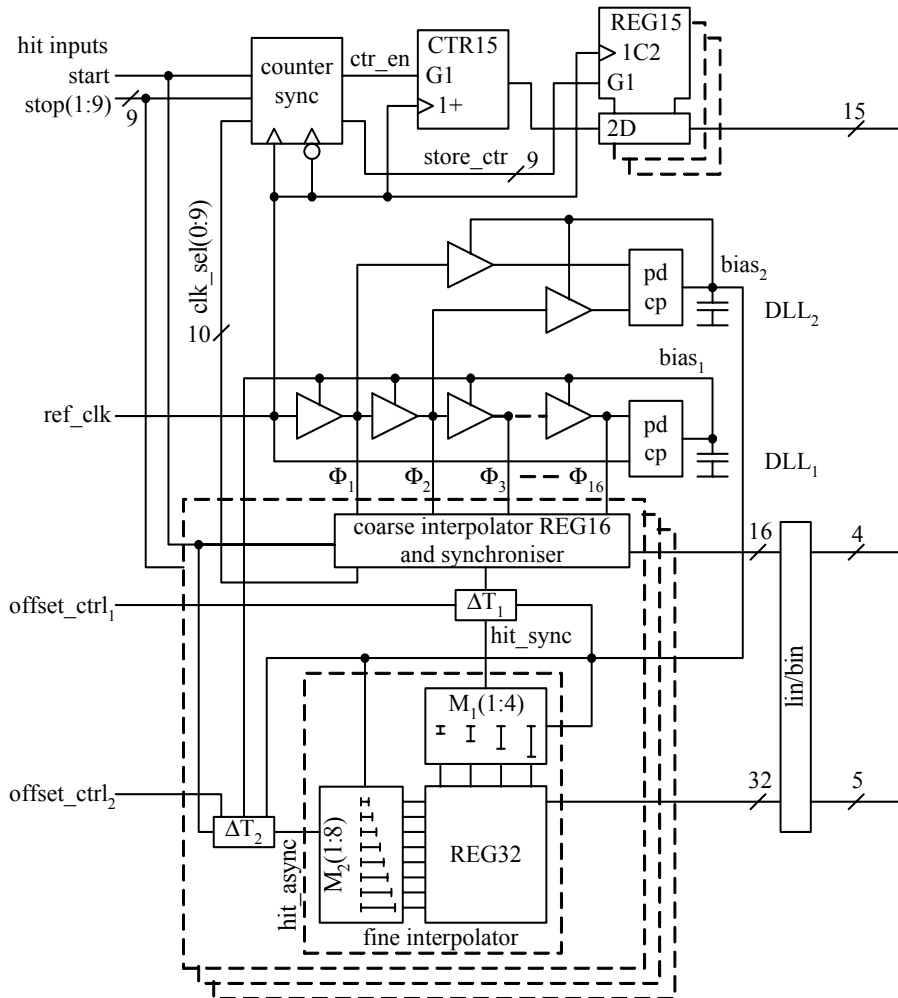 hit inputs
start
stop(1:9)
9
counter
sync
ctr_en
CTR15
G1
1+
REG15
1C2
G1
2D
15
store_ctr
9
clk_sel(0:9)
10
pd
cp
bias₂
DLL₂
bias₁
ref_clk
pd
cp
DLL₁
Φ₁
Φ₂
Φ₃
Φ₁₆
coarse interpolator REG16
and synchroniser
16
4
offset_ctrl₁
ΔT₁
hit_sync
M₁(1:4)
lin/bin
offset_ctrl₂
ΔT₂
hit_async
M₂(1:8)
REG32
32
5
fine interpolator